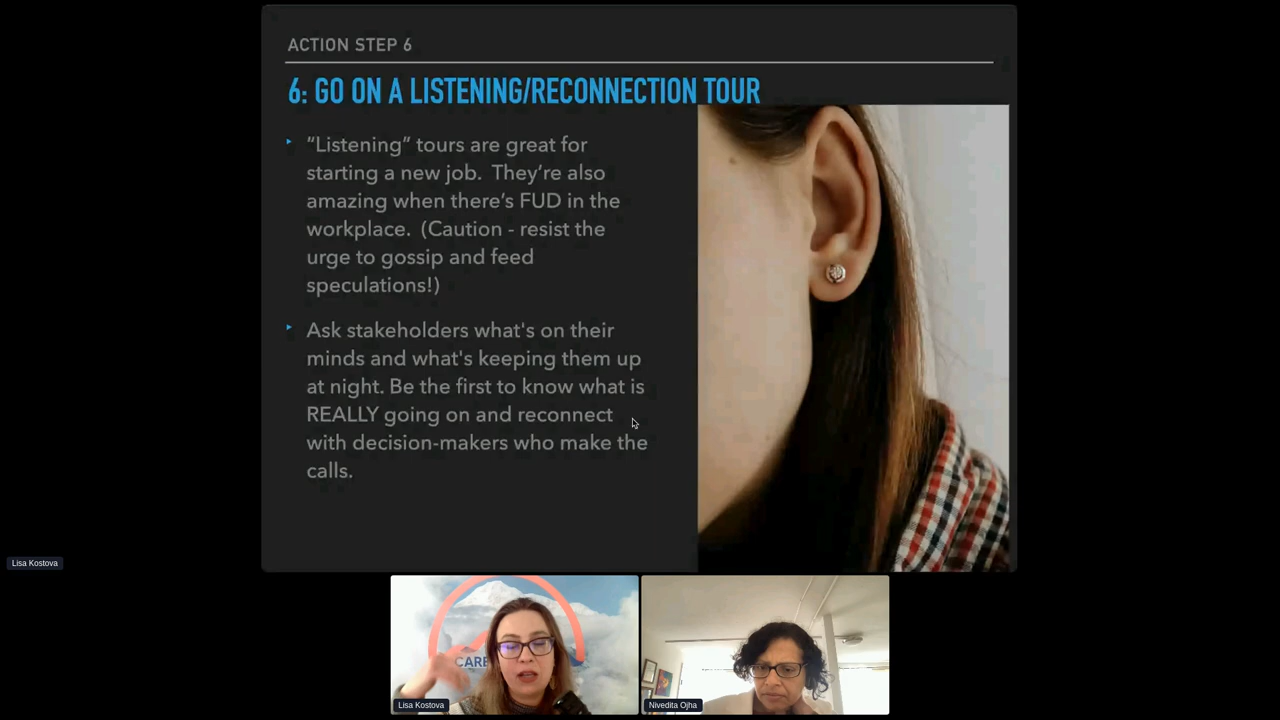 ACTION STEP 6
6: GO ON A LISTENING/RECONNECTION TOUR
‣ “Listening” tours are great for
starting a new job.  They’re also
amazing when there’s FUD in the
workplace.  (Caution - resist the
urge to gossip and feed
speculations!)
‣ Ask stakeholders what's on their
minds and what's keeping them up
at night. Be the first to know what is
REALLY going on and reconnect
with decision-makers who make the
calls.
Lisa Kostova
CARE
Lisa Kostova
Nivedita Ojha